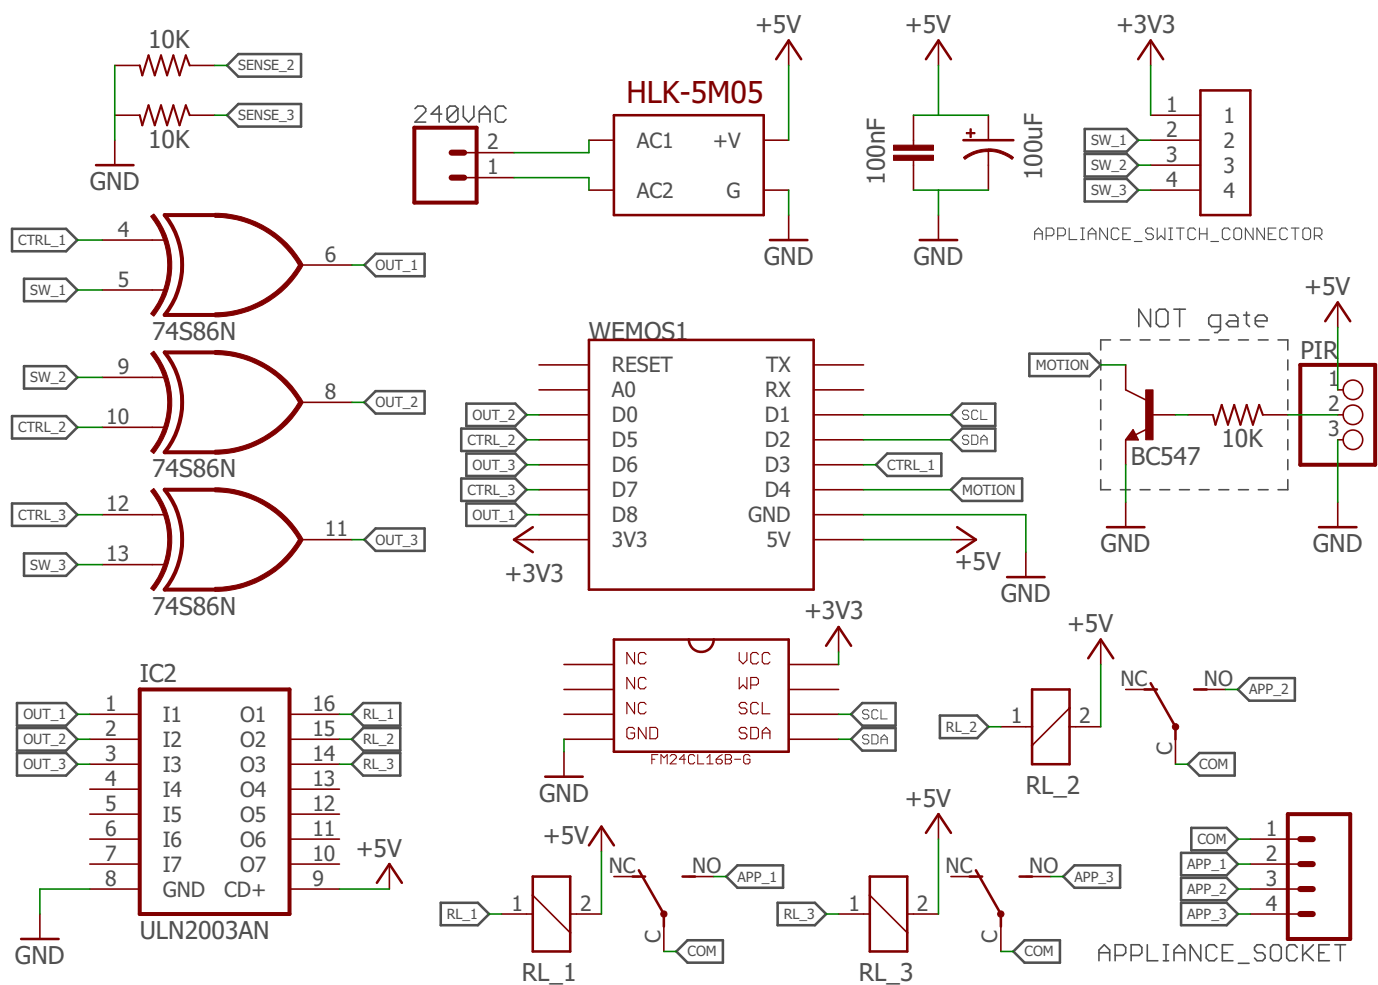 10K
SENSE_2
SENSE_3
10K
GND
240VAC
2
1
HLK-5M05
AC1 +V
AC2 G
+5V
GND
+5V
100nF
+
100uF
GND
+3V3
1 1
SW_1 2 2
SW_2 3 3
SW_3 4 4
APPLIANCE_SWITCH_CONNECTOR
CTRL_1 4
6 OUT_1
SW_1 5
74S86N
SW_2 9
8 OUT_2
CTRL_2 10
74S86N
CTRL_3 12
11 OUT_3
SW_3 13
74S86N
WEMOS1
RESET TX
A0 RX
OUT_2 D0 D1 SCL
CTRL_2 D5 D2 SDA
OUT_3 D6 D3 CTRL_1
CTRL_3 D7 D4 MOTION
OUT_1 D8 GND
3V3 5V
+3V3
+5V
GND
NOT gate
MOTION
BC547
10K
GND
+5V
PIR
1
2
3
GND
IC2
OUT_1 1 I1 O1 16 RL_1
OUT_2 2 I2 O2 15 RL_2
OUT_3 3 I3 O3 14 RL_3
4 I4 O4 13
5 I5 O5 12
6 I6 O6 11
7 I7 O7 10
8 GND CD+ 9
+5V
ULN2003AN
GND
+3V3
NC VCC
NC WP
NC SCL SCL
GND SDA SDA
FM24CL16B-G
GND
+5V
NC NO APP_2
RL_2 1 2
C
COM
RL_2
+5V
NC NO APP_1
RL_1 1 2
C
COM
RL_1
+5V
NC NO APP_3
RL_3 1 2
C
COM
RL_3
COM 1
APP_1 2
APP_2 3
APP_3 4
APPLIANCE_SOCKET